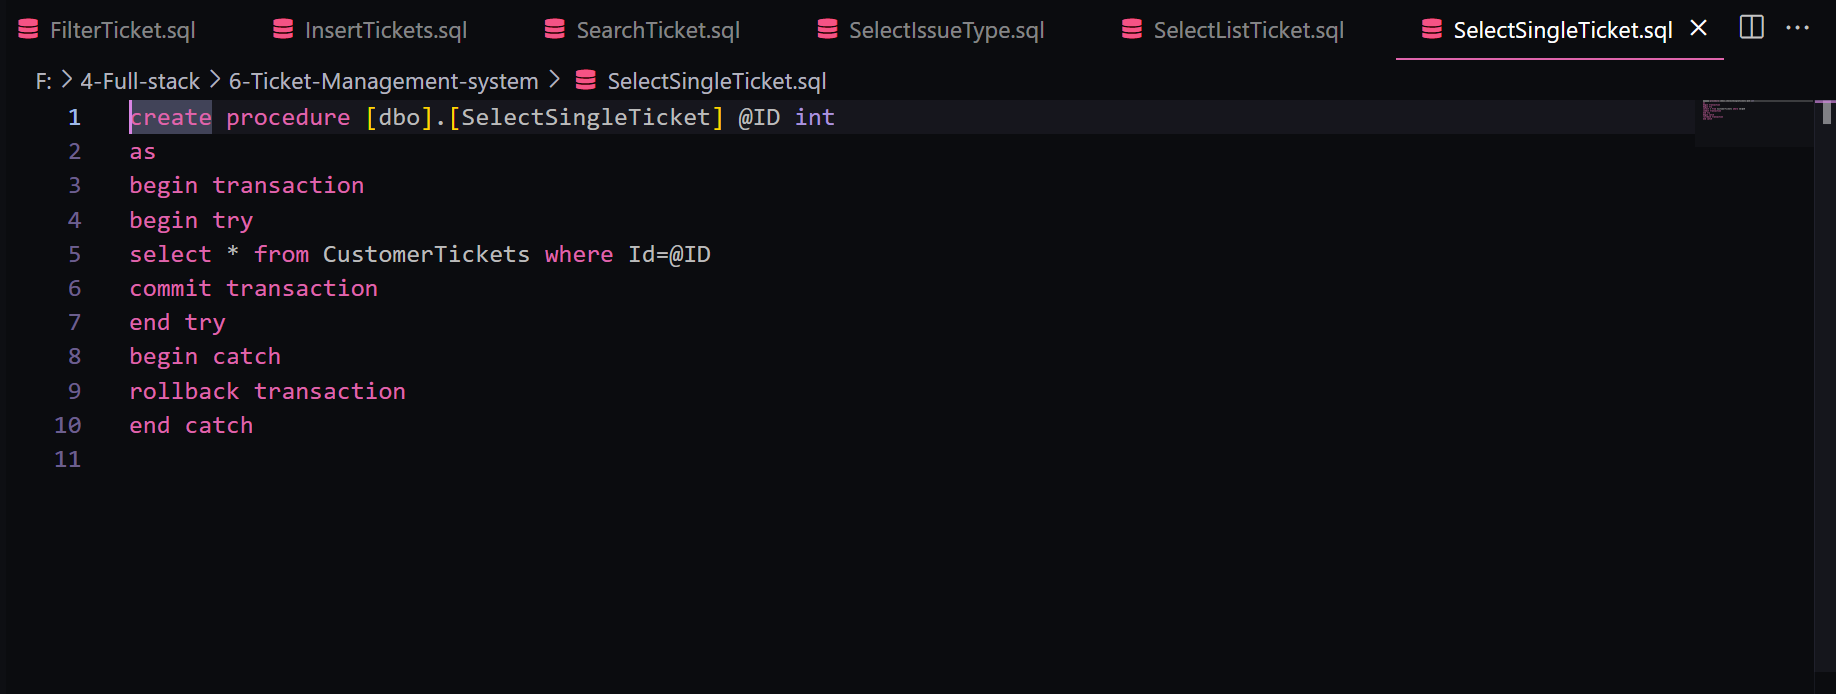 FilterTicket.sql InsertTickets.sql SearchTicket.sql SelectIssueType.sql SelectListTicket.sql SelectSingleTicket.sql
F: > 4-Full-stack > 6-Ticket-Management-system > SelectSingleTicket.sql
1 create procedure [dbo].[SelectSingleTicket] @ID int
2 as
3 begin transaction
4 begin try
5 select * from CustomerTickets where Id=@ID
6 commit transaction
7 end try
8 begin catch
9 rollback transaction
10 end catch
11